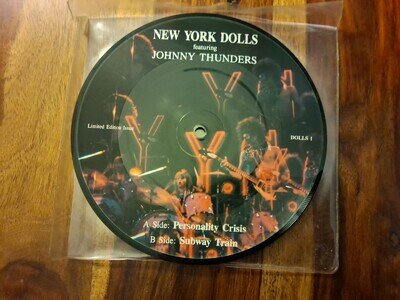 NEW YORK DOLLS
featuring
JOHNNY THUNDERS
Limited Edition Issue
DOLLS 1
A Side: Personality Crisis
B Side: Subway Train